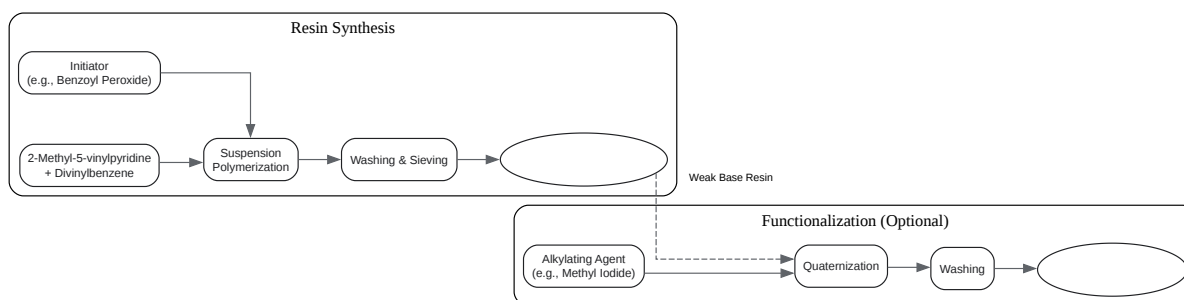 Resin Synthesis
Initiator
(e.g., Benzoyl Peroxide)
2-Methyl-5-vinylpyridine
+ Divinylbenzene
Suspension
Polymerization
Washing & Sieving
Weak Base Resin
Functionalization (Optional)
Alkylating Agent
(e.g., Methyl Iodide)
Quaternization
Washing